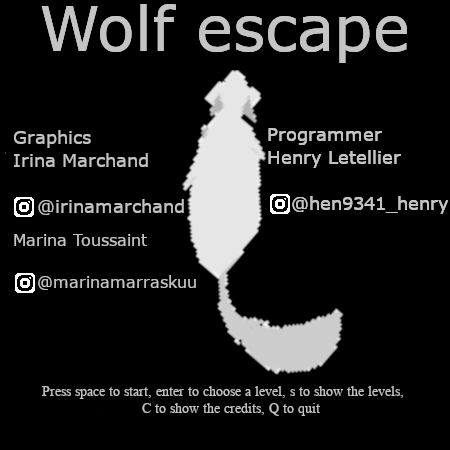 Wolf escape
Graphics
Irina Marchand
@irinamarchand
Marina Toussaint
@marinamarraskuu
Programmer
Henry Letellier
@hen9341_henry
Press space to start, enter to choose a level, s to show the levels,
C to show the credits, Q to quit